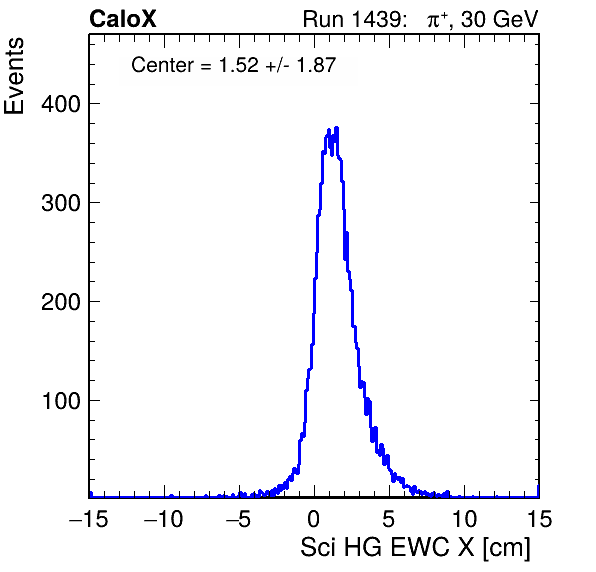 CaloX Run 1439: π⁺, 30 GeV
Center = 1.52 +/- 1.87
Events
400
300
200
100
−15 −10 −5 0 5 10 15
Sci HG EWC X [cm]